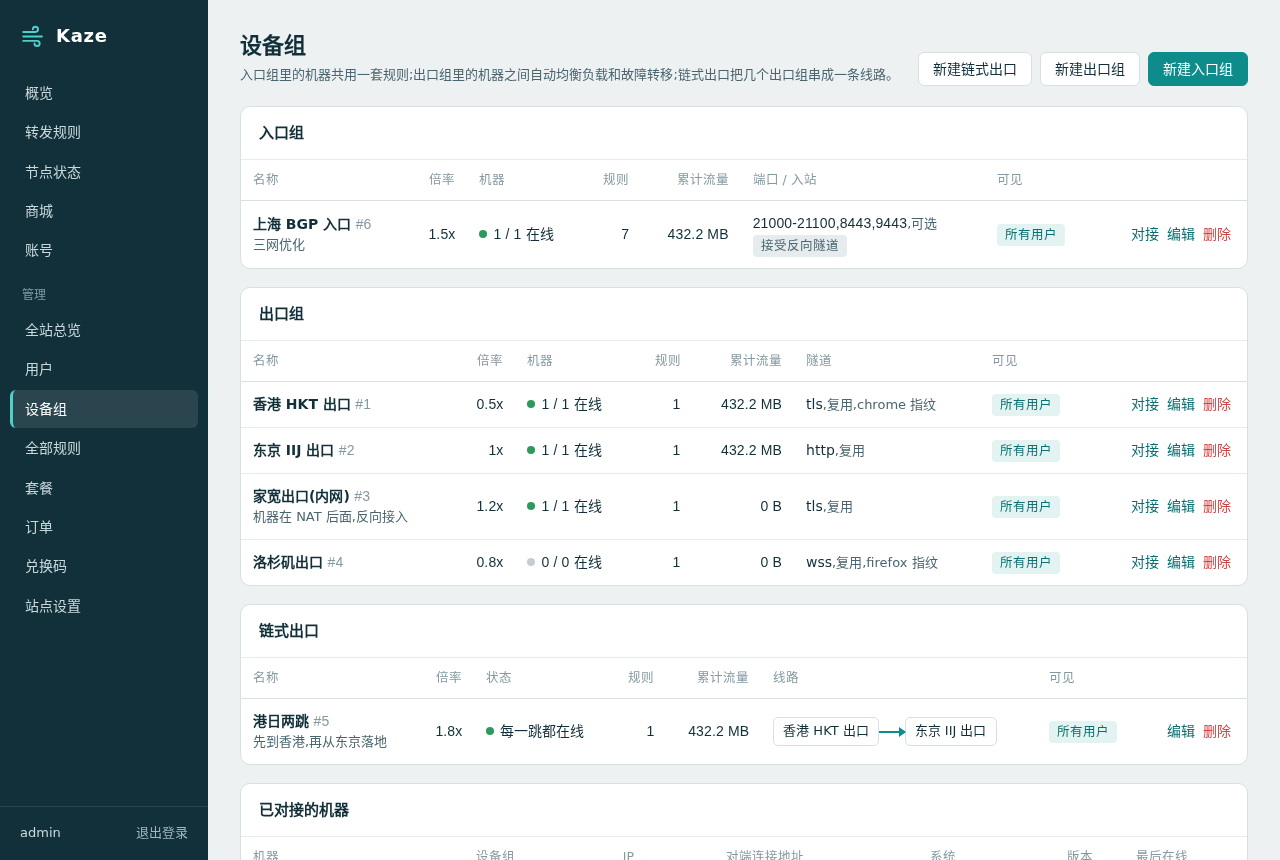 Kaze
概览
转发规则
节点状态
商城
账号
管理
全站总览
用户
设备组
全部规则
套餐
订单
兑换码
站点设置
admin 退出登录
设备组
入口组里的机器共用一套规则;出口组里的机器之间自动均衡负载和故障转移;链式出口把几个出口组串成一条线路。
新建链式出口 新建出口组 新建入口组
入口组
名称 倍率 机器 规则 累计流量 端口 / 入站 可见
上海 BGP 入口 #6 1.5x 1 / 1 在线 7 432.2 MB 21000-21100,8443,9443,可选 所有用户 对接 编辑 删除
三网优化 接受反向隧道
出口组
名称 倍率 机器 规则 累计流量 隧道 可见
香港 HKT 出口 #1 0.5x 1 / 1 在线 1 432.2 MB tls,复用,chrome 指纹 所有用户 对接 编辑 删除
东京 IIJ 出口 #2 1x 1 / 1 在线 1 432.2 MB http,复用 所有用户 对接 编辑 删除
家宽出口(内网) #3 1.2x 1 / 1 在线 1 0 B tls,复用 所有用户 对接 编辑 删除
机器在 NAT 后面,反向接入
洛杉矶出口 #4 0.8x 0 / 0 在线 1 0 B wss,复用,firefox 指纹 所有用户 对接 编辑 删除
链式出口
名称 倍率 状态 规则 累计流量 线路 可见
港日两跳 #5 1.8x 每一跳都在线 1 432.2 MB 香港 HKT 出口 东京 IIJ 出口 所有用户 编辑 删除
先到香港,再从东京落地
已对接的机器
机器 设备组 IP 对端连接地址 系统 版本 最后在线